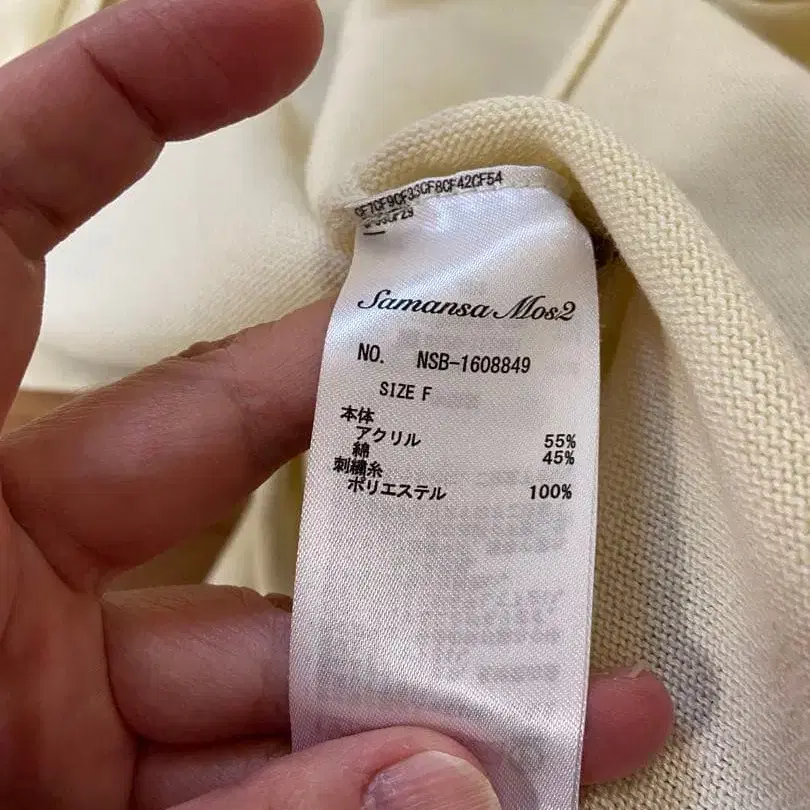 CF7CF9CF33CF8CF42CF54
Samansa Mos2
NO. NSB-1608849
SIZE F
本体
アクリル 55%
綿 45%
刺繍糸
ポリエステル 100%